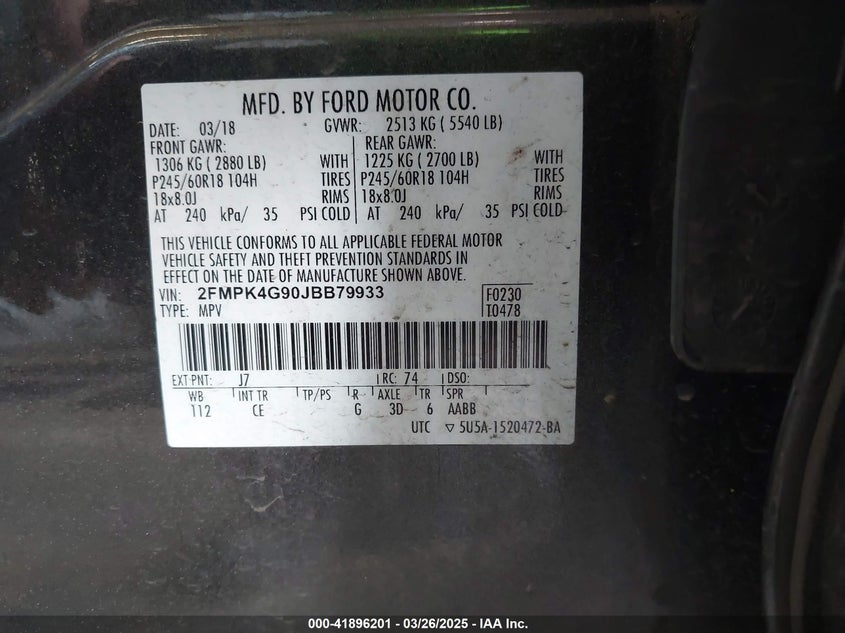 MFD. BY FORD MOTOR CO.
DATE: 03/18 GVWR: 2513 KG ( 5540 LB)
FRONT GAWR: REAR GAWR:
1306 KG ( 2880 LB) WITH 1225 KG ( 2700 LB) WITH
P245/60R18 104H TIRES P245/60R18 104H TIRES
18x8.0J RIMS 18x8.0J RIMS
AT 240 kPa/ 35 PSI COLD AT 240 kPa/ 35 PSI COLD
THIS VEHICLE CONFORMS TO ALL APPLICABLE FEDERAL MOTOR
VEHICLE SAFETY AND THEFT PREVENTION STANDARDS IN
EFFECT ON THE DATE OF MANUFACTURE SHOWN ABOVE.
VIN: 2FMPK4G90JBB79933 F0230
TYPE: MPV T0478
EXT PNT: J7 RC: 74 DSO:
WB INT TR TP/PS R AXLE TR SPR
112 CE G 3D 6 AABB
UTC ▽ 5U5A-1520472-BA
000-41896201 - 03/26/2025 - IAA Inc.